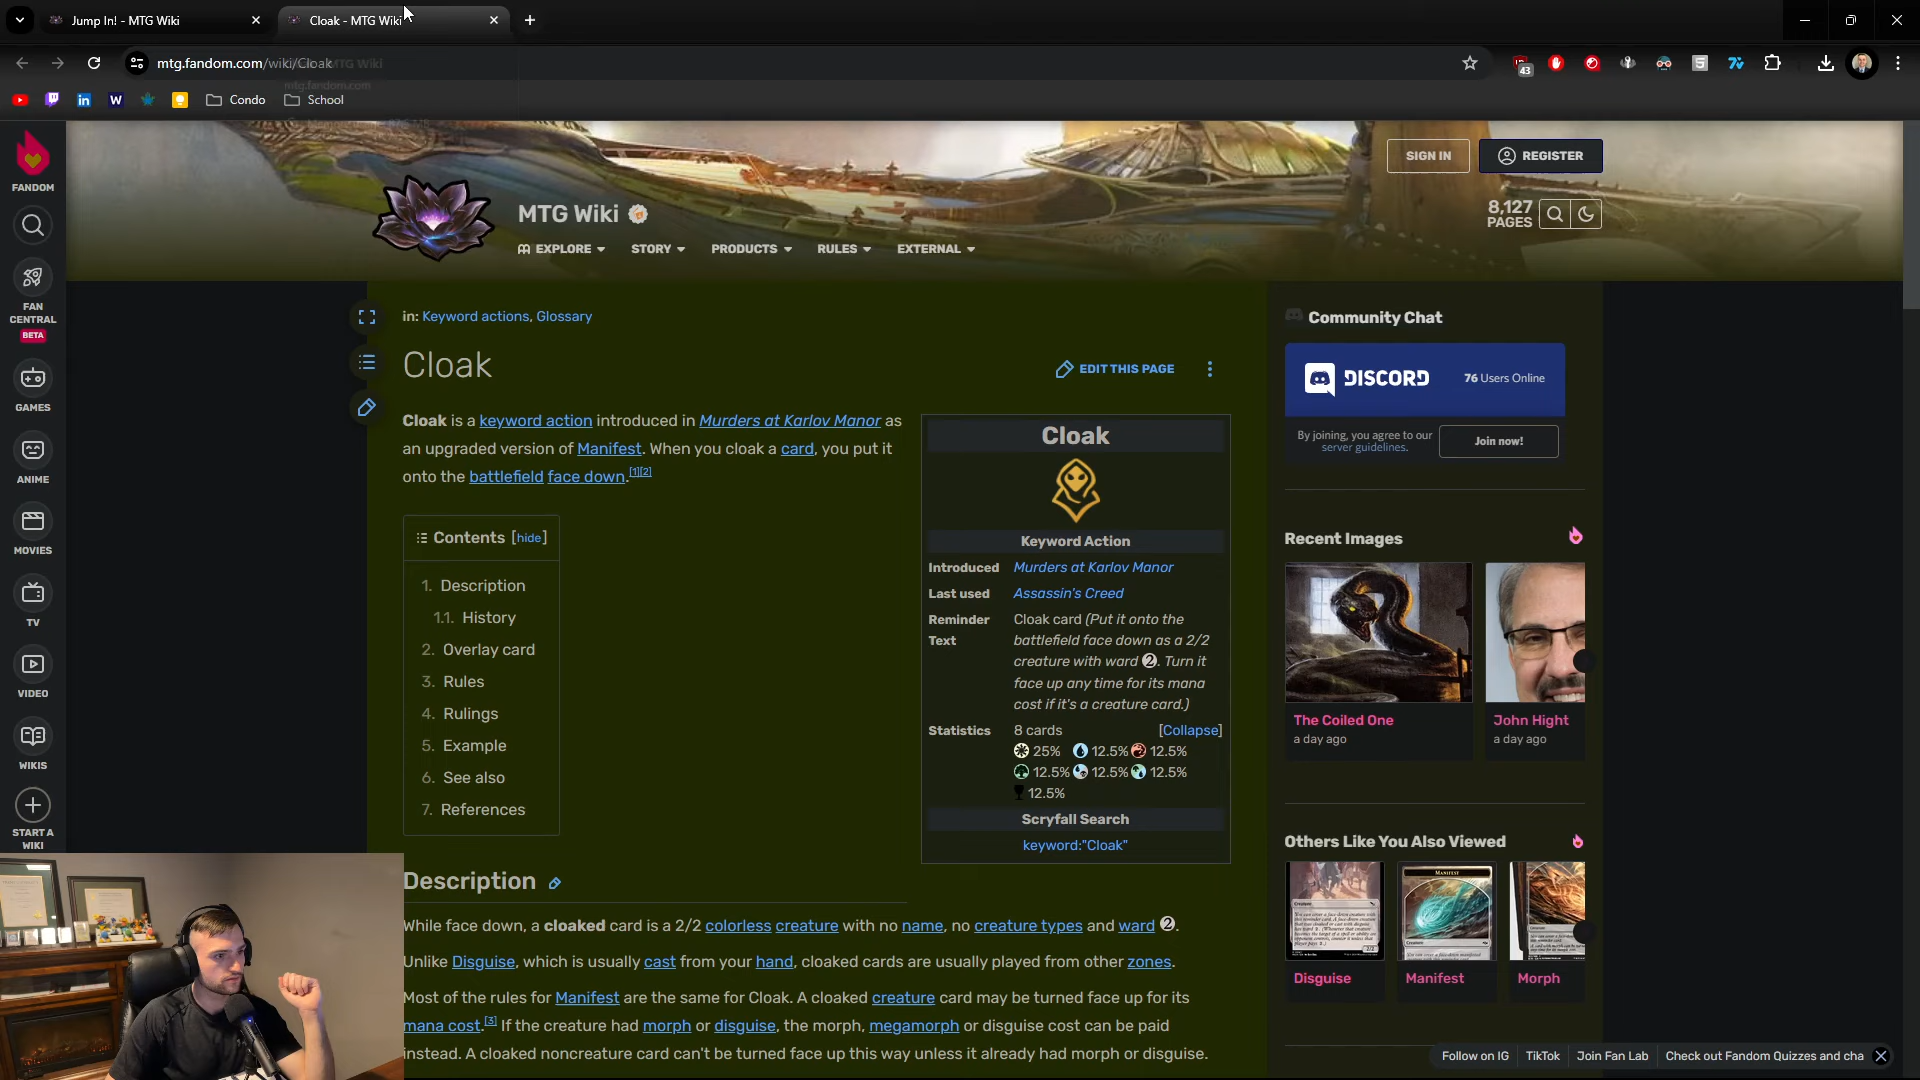 Jump In! - MTG Wiki
Cloak - MTG Wiki
mtg.fandom.com/wiki/Cloak
43
Condo
School
FANDOM
FAN CENTRAL
BETA
GAMES
ANIME
MOVIES
TV
VIDEO
WIKIS
START A WIKI
SIGN IN
REGISTER
MTG Wiki
8,127
PAGES
EXPLORE
STORY
PRODUCTS
RULES
EXTERNAL
in: Keyword actions, Glossary
Cloak
EDIT THIS PAGE
Cloak is a keyword action introduced in Murders at Karlov Manor as
an upgraded version of Manifest. When you cloak a card, you put it
onto the battlefield face down.[1][2]
Contents [hide]
1. Description
1.1. History
2. Overlay card
3. Rules
4. Rulings
5. Example
6. See also
7. References
Cloak
Keyword Action
Introduced Murders at Karlov Manor
Last used Assassin's Creed
Reminder Text Cloak card (Put it onto the
battlefield face down as a 2/2
creature with ward 2. Turn it
face up any time for its mana
cost if it's a creature card.)
Statistics 8 cards [Collapse]
25% 12.5% 12.5%
12.5% 12.5% 12.5%
12.5%
Scryfall Search
keyword:"Cloak"
Description
While face down, a cloaked card is a 2/2 colorless creature with no name, no creature types and ward 2.
Unlike Disguise, which is usually cast from your hand, cloaked cards are usually played from other zones.
Most of the rules for Manifest are the same for Cloak. A cloaked creature card may be turned face up for its
mana cost.[3] If the creature had morph or disguise, the morph, megamorph or disguise cost can be paid
instead. A cloaked noncreature card can't be turned face up this way unless it already had morph or disguise.
Community Chat
DISCORD
76 Users Online
By joining, you agree to our
server guidelines.
Join now!
Recent Images
The Coiled One
a day ago
John Hight
a day ago
Others Like You Also Viewed
MANIFEST
Disguise
Manifest
Morph
Follow on IG
TikTok
Join Fan Lab
Check out Fandom Quizzes and cha